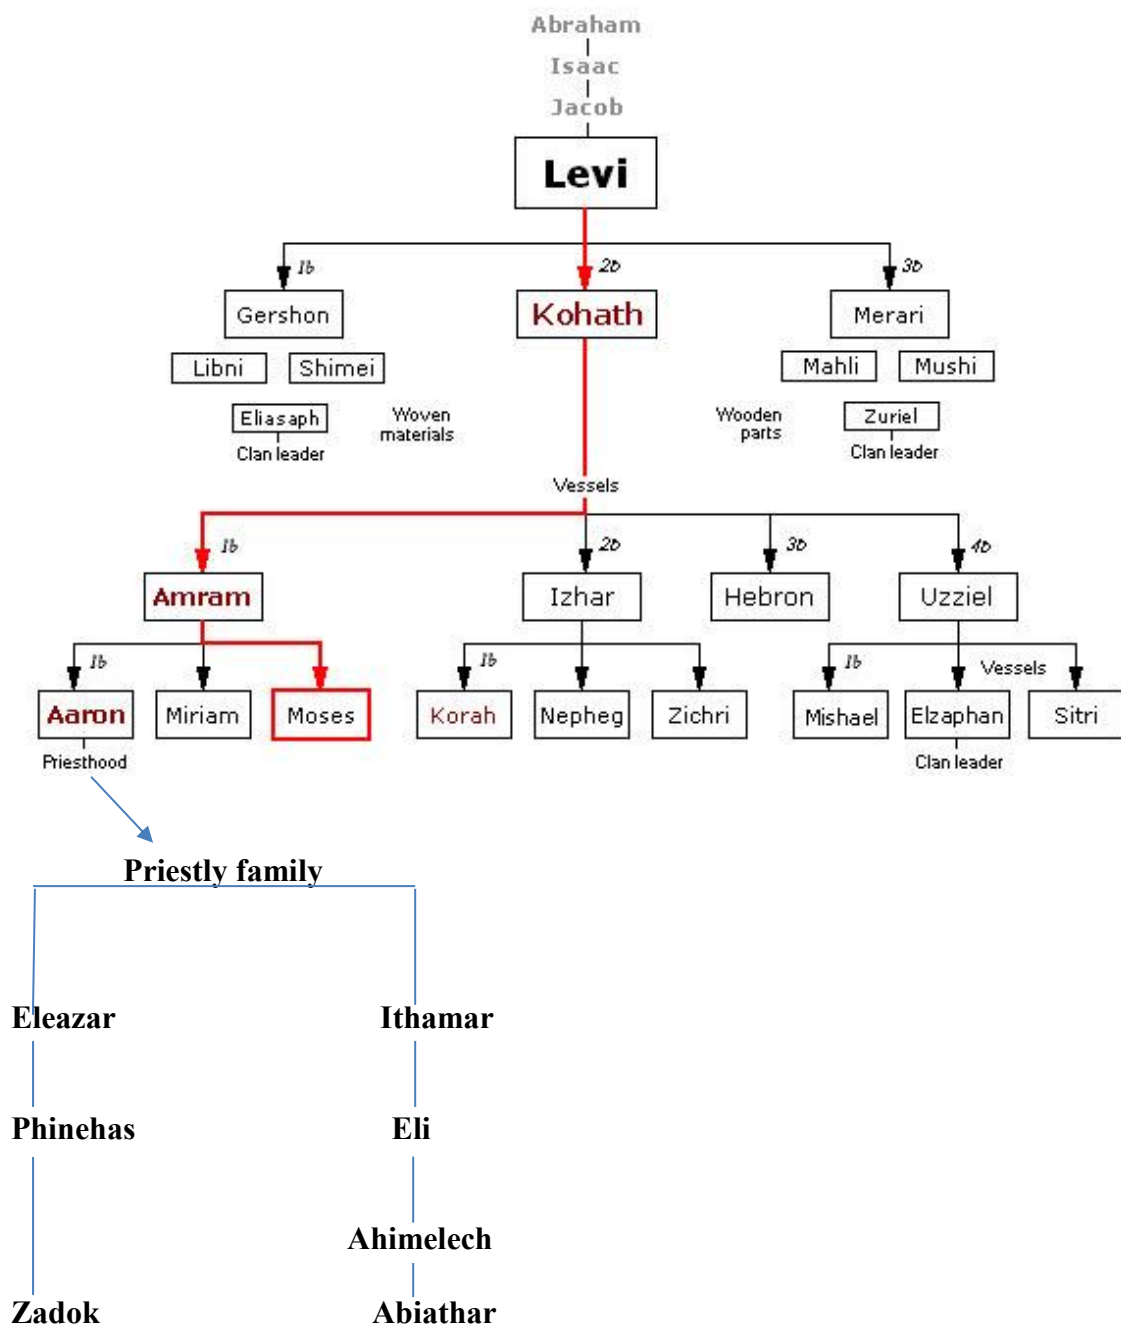 Abraham
Isaac
Jacob
Levi
1b
2b
3b
Gershon
Kohath
Merari
Libni
Shimei
Mahli
Mushi
Eliasaph
Woven
materials
Wooden
parts
Zuriel
Clan leader
Clan leader
Vessels
1b
2b
3b
4b
Amram
Izhar
Hebron
Uzziel
1b
1b
1b
Vessels
Aaron
Miriam
Moses
Korah
Nepheg
Zichri
Mishael
Elzaphan
Sitri
Priesthood
Clan leader
Priestly family
Eleazar
Ithamar
Phinehas
Eli
Ahimelech
Zadok
Abiathar